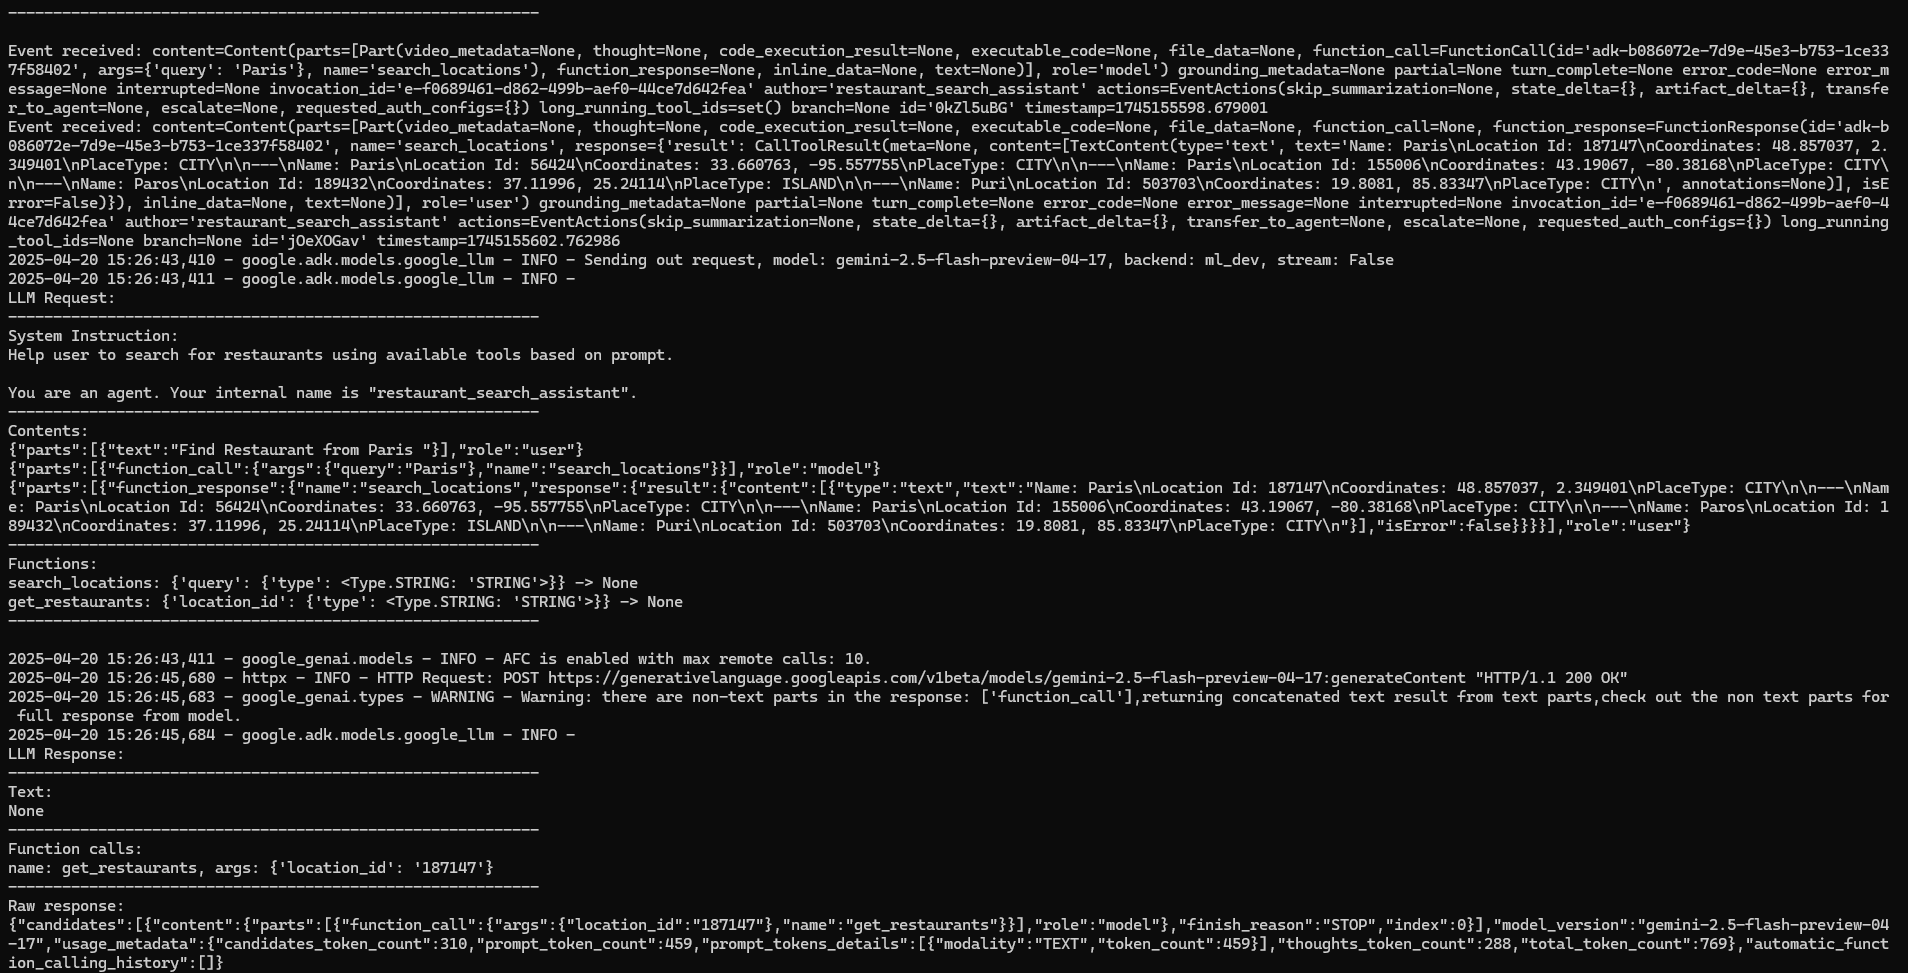 -----------------------------------------------------------
Event received: content=Content(parts=[Part(video_metadata=None, thought=None, code_execution_result=None, executable_code=None, file_data=None, function_call=FunctionCall(id='adk-b086072e-7d9e-45e3-b753-1ce33
7f58402', args={'query': 'Paris'}, name='search_locations'), function_response=None, inline_data=None, text=None)], role='model') grounding_metadata=None partial=None turn_complete=None error_code=None error_m
essage=None interrupted=None invocation_id='e-f0689461-d862-499b-aef0-44ce7d642fea' author='restaurant_search_assistant' actions=EventActions(skip_summarization=None, state_delta={}, artifact_delta={}, transfe
r_to_agent=None, escalate=None, requested_auth_configs={}) long_running_tool_ids=set() branch=None id='0kZl5uBG' timestamp=1745155598.679001
Event received: content=Content(parts=[Part(video_metadata=None, thought=None, code_execution_result=None, executable_code=None, file_data=None, function_call=None, function_response=FunctionResponse(id='adk-b
086072e-7d9e-45e3-b753-1ce337f58402', name='search_locations', response={'result': CallToolResult(meta=None, content=[TextContent(type='text', text='Name: Paris\nLocation Id: 187147\nCoordinates: 48.857037, 2.
349401\nPlaceType: CITY\n\n---\nName: Paris\nLocation Id: 56424\nCoordinates: 33.660763, -95.557755\nPlaceType: CITY\n\n---\nName: Paris\nLocation Id: 155006\nCoordinates: 43.19067, -80.38168\nPlaceType: CITY\
n\n---\nName: Paros\nLocation Id: 189432\nCoordinates: 37.11996, 25.24114\nPlaceType: ISLAND\n\n---\nName: Puri\nLocation Id: 503703\nCoordinates: 19.8081, 85.83347\nPlaceType: CITY\n', annotations=None)], isE
rror=False)}), inline_data=None, text=None)], role='user') grounding_metadata=None partial=None turn_complete=None error_code=None error_message=None interrupted=None invocation_id='e-f0689461-d862-499b-aef0-4
4ce7d642fea' author='restaurant_search_assistant' actions=EventActions(skip_summarization=None, state_delta={}, artifact_delta={}, transfer_to_agent=None, escalate=None, requested_auth_configs={}) long_running
_tool_ids=None branch=None id='jOeXOGav' timestamp=1745155602.762986
2025-04-20 15:26:43,410 - google.adk.models.google_llm - INFO - Sending out request, model: gemini-2.5-flash-preview-04-17, backend: ml_dev, stream: False
2025-04-20 15:26:43,411 - google.adk.models.google_llm - INFO -
LLM Request:
-----------------------------------------------------------
System Instruction:
Help user to search for restaurants using available tools based on prompt.
You are an agent. Your internal name is "restaurant_search_assistant".
-----------------------------------------------------------
Contents:
{"parts":[{"text":"Find Restaurant from Paris "}],"role":"user"}
{"parts":[{"function_call":{"args":{"query":"Paris"},"name":"search_locations"}}],"role":"model"}
{"parts":[{"function_response":{"name":"search_locations","response":{"result":{"content":[{"type":"text","text":"Name: Paris\nLocation Id: 187147\nCoordinates: 48.857037, 2.349401\nPlaceType: CITY\n\n---\nNam
e: Paris\nLocation Id: 56424\nCoordinates: 33.660763, -95.557755\nPlaceType: CITY\n\n---\nName: Paris\nLocation Id: 155006\nCoordinates: 43.19067, -80.38168\nPlaceType: CITY\n\n---\nName: Paros\nLocation Id: 1
89432\nCoordinates: 37.11996, 25.24114\nPlaceType: ISLAND\n\n---\nName: Puri\nLocation Id: 503703\nCoordinates: 19.8081, 85.83347\nPlaceType: CITY\n"}],"isError":false}}}}],"role":"user"}
-----------------------------------------------------------
Functions:
search_locations: {'query': {'type': <Type.STRING: 'STRING'>}} -> None
get_restaurants: {'location_id': {'type': <Type.STRING: 'STRING'>}} -> None
-----------------------------------------------------------
2025-04-20 15:26:43,411 - google_genai.models - INFO - AFC is enabled with max remote calls: 10.
2025-04-20 15:26:45,680 - httpx - INFO - HTTP Request: POST https://generativelanguage.googleapis.com/v1beta/models/gemini-2.5-flash-preview-04-17:generateContent "HTTP/1.1 200 OK"
2025-04-20 15:26:45,683 - google_genai.types - WARNING - Warning: there are non-text parts in the response: ['function_call'],returning concatenated text result from text parts,check out the non text parts for
full response from model.
2025-04-20 15:26:45,684 - google.adk.models.google_llm - INFO -
LLM Response:
-----------------------------------------------------------
Text:
None
-----------------------------------------------------------
Function calls:
name: get_restaurants, args: {'location_id': '187147'}
-----------------------------------------------------------
Raw response:
{"candidates":[{"content":{"parts":[{"function_call":{"args":{"location_id":"187147"},"name":"get_restaurants"}}],"role":"model"},"finish_reason":"STOP","index":0}],"model_version":"gemini-2.5-flash-preview-04
-17","usage_metadata":{"candidates_token_count":310,"prompt_token_count":459,"prompt_tokens_details":[{"modality":"TEXT","token_count":459}],"thoughts_token_count":288,"total_token_count":769},"automatic_funct
ion_calling_history":[]}